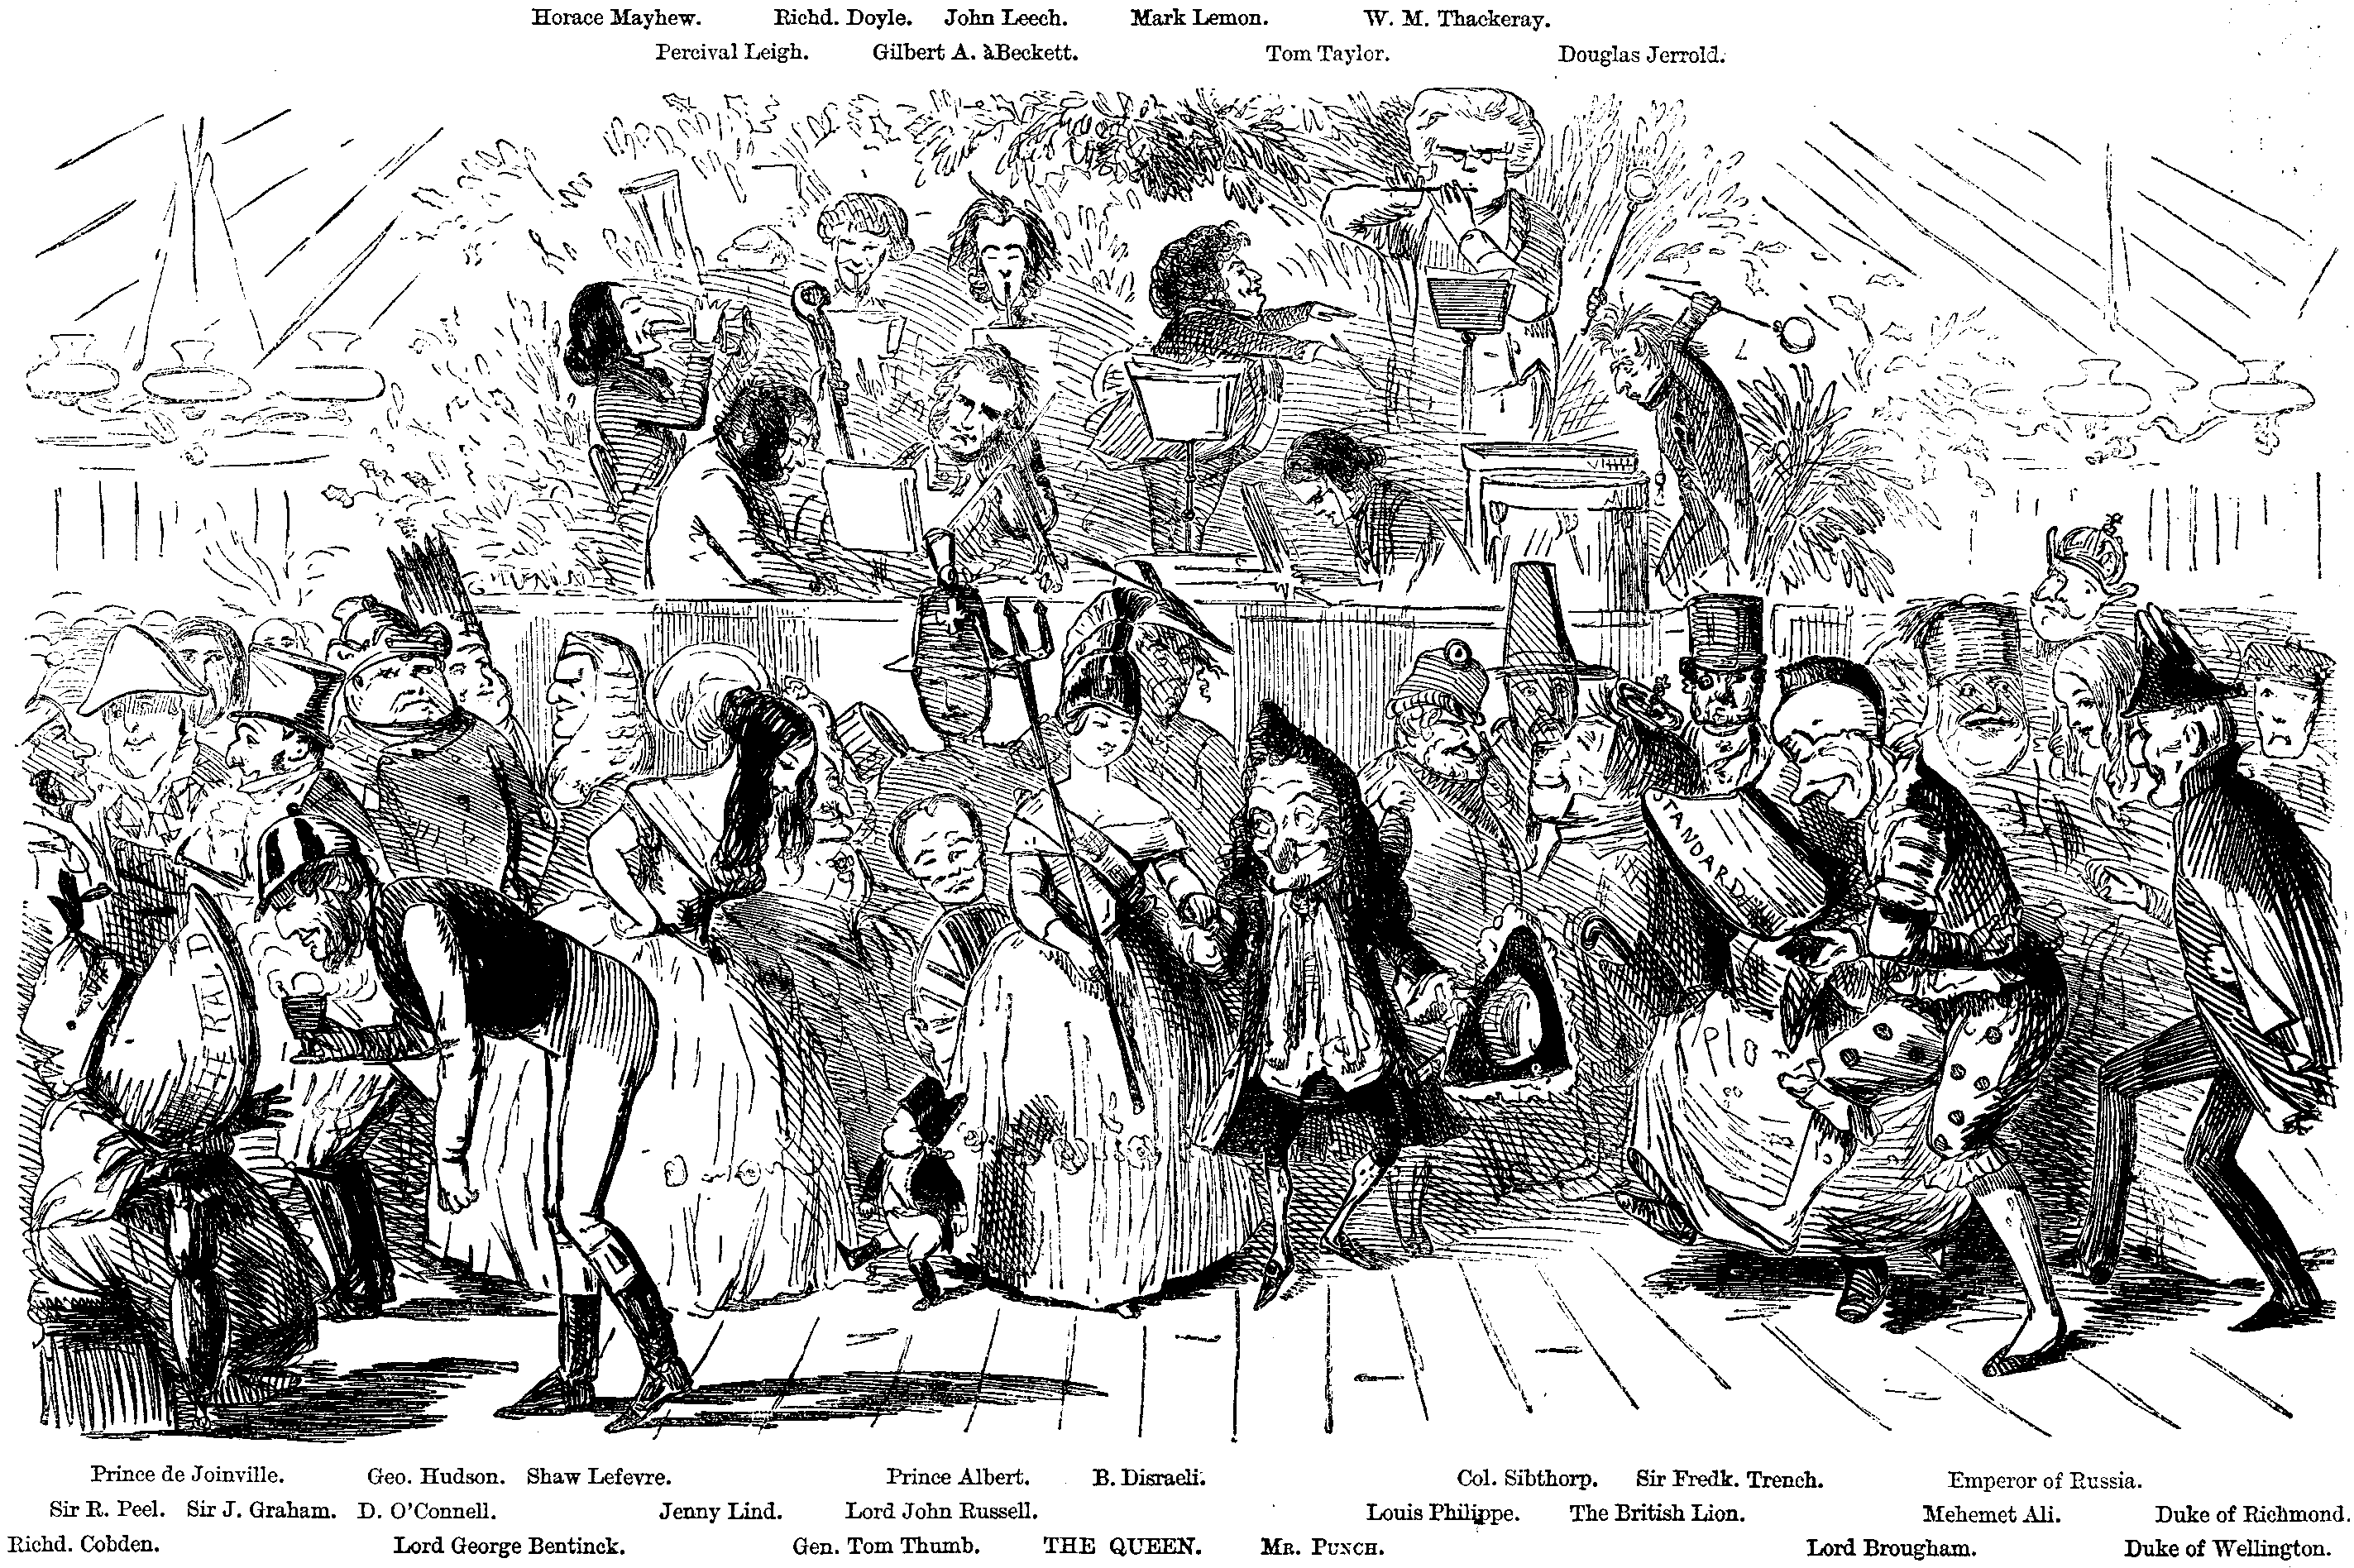 Horace Mayhew. Richd. Doyle. John Leech. Mark Lemon. W. M. Thackeray.
Percival Leigh. Gilbert A. àBeckett. Tom Taylor. Douglas Jerrold.
STANDARD
HERALD
Plo
Prince de Joinville. Geo. Hudson. Shaw Lefevre. Prince Albert. B. Disraeli. Col. Sibthorp. Sir Fredk. Trench. Emperor of Russia.
Sir R. Peel. Sir J. Graham. D. O'Connell. Jenny Lind. Lord John Russell. Louis Philippe. The British Lion. Mehemet Ali. Duke of Richmond.
Richd. Cobden. Lord George Bentinck. Gen. Tom Thumb. THE QUEEN. MR. PUNCH. Lord Brougham. Duke of Wellington.